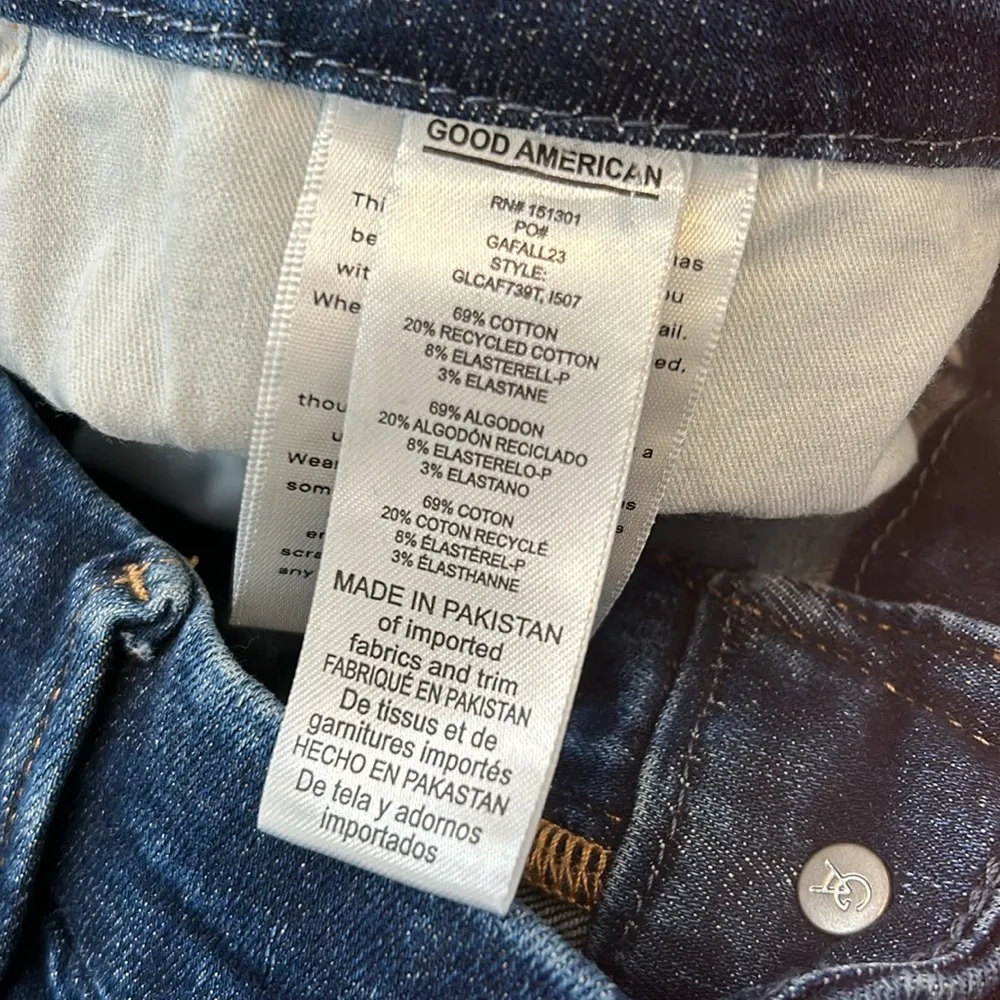 GOOD AMERICAN
RN# 151301
PO#
GAFALL23
STYLE:
GLCAF739T, I507
69% COTTON
20% RECYCLED COTTON
8% ELASTERELL-P
3% ELASTANE
69% ALGODON
20% ALGODÓN RECICLADO
8% ELASTERELO-P
3% ELASTANO
69% COTON
20% COTON RECYCLÉ
8% ÉLASTÉREL-P
3% ÉLASTHANNE
MADE IN PAKISTAN
of imported
fabrics and trim
FABRIQUÉ EN PAKISTAN
De tissus et de
garnitures importés
HECHO EN PAKASTAN
De tela y adornos
importados